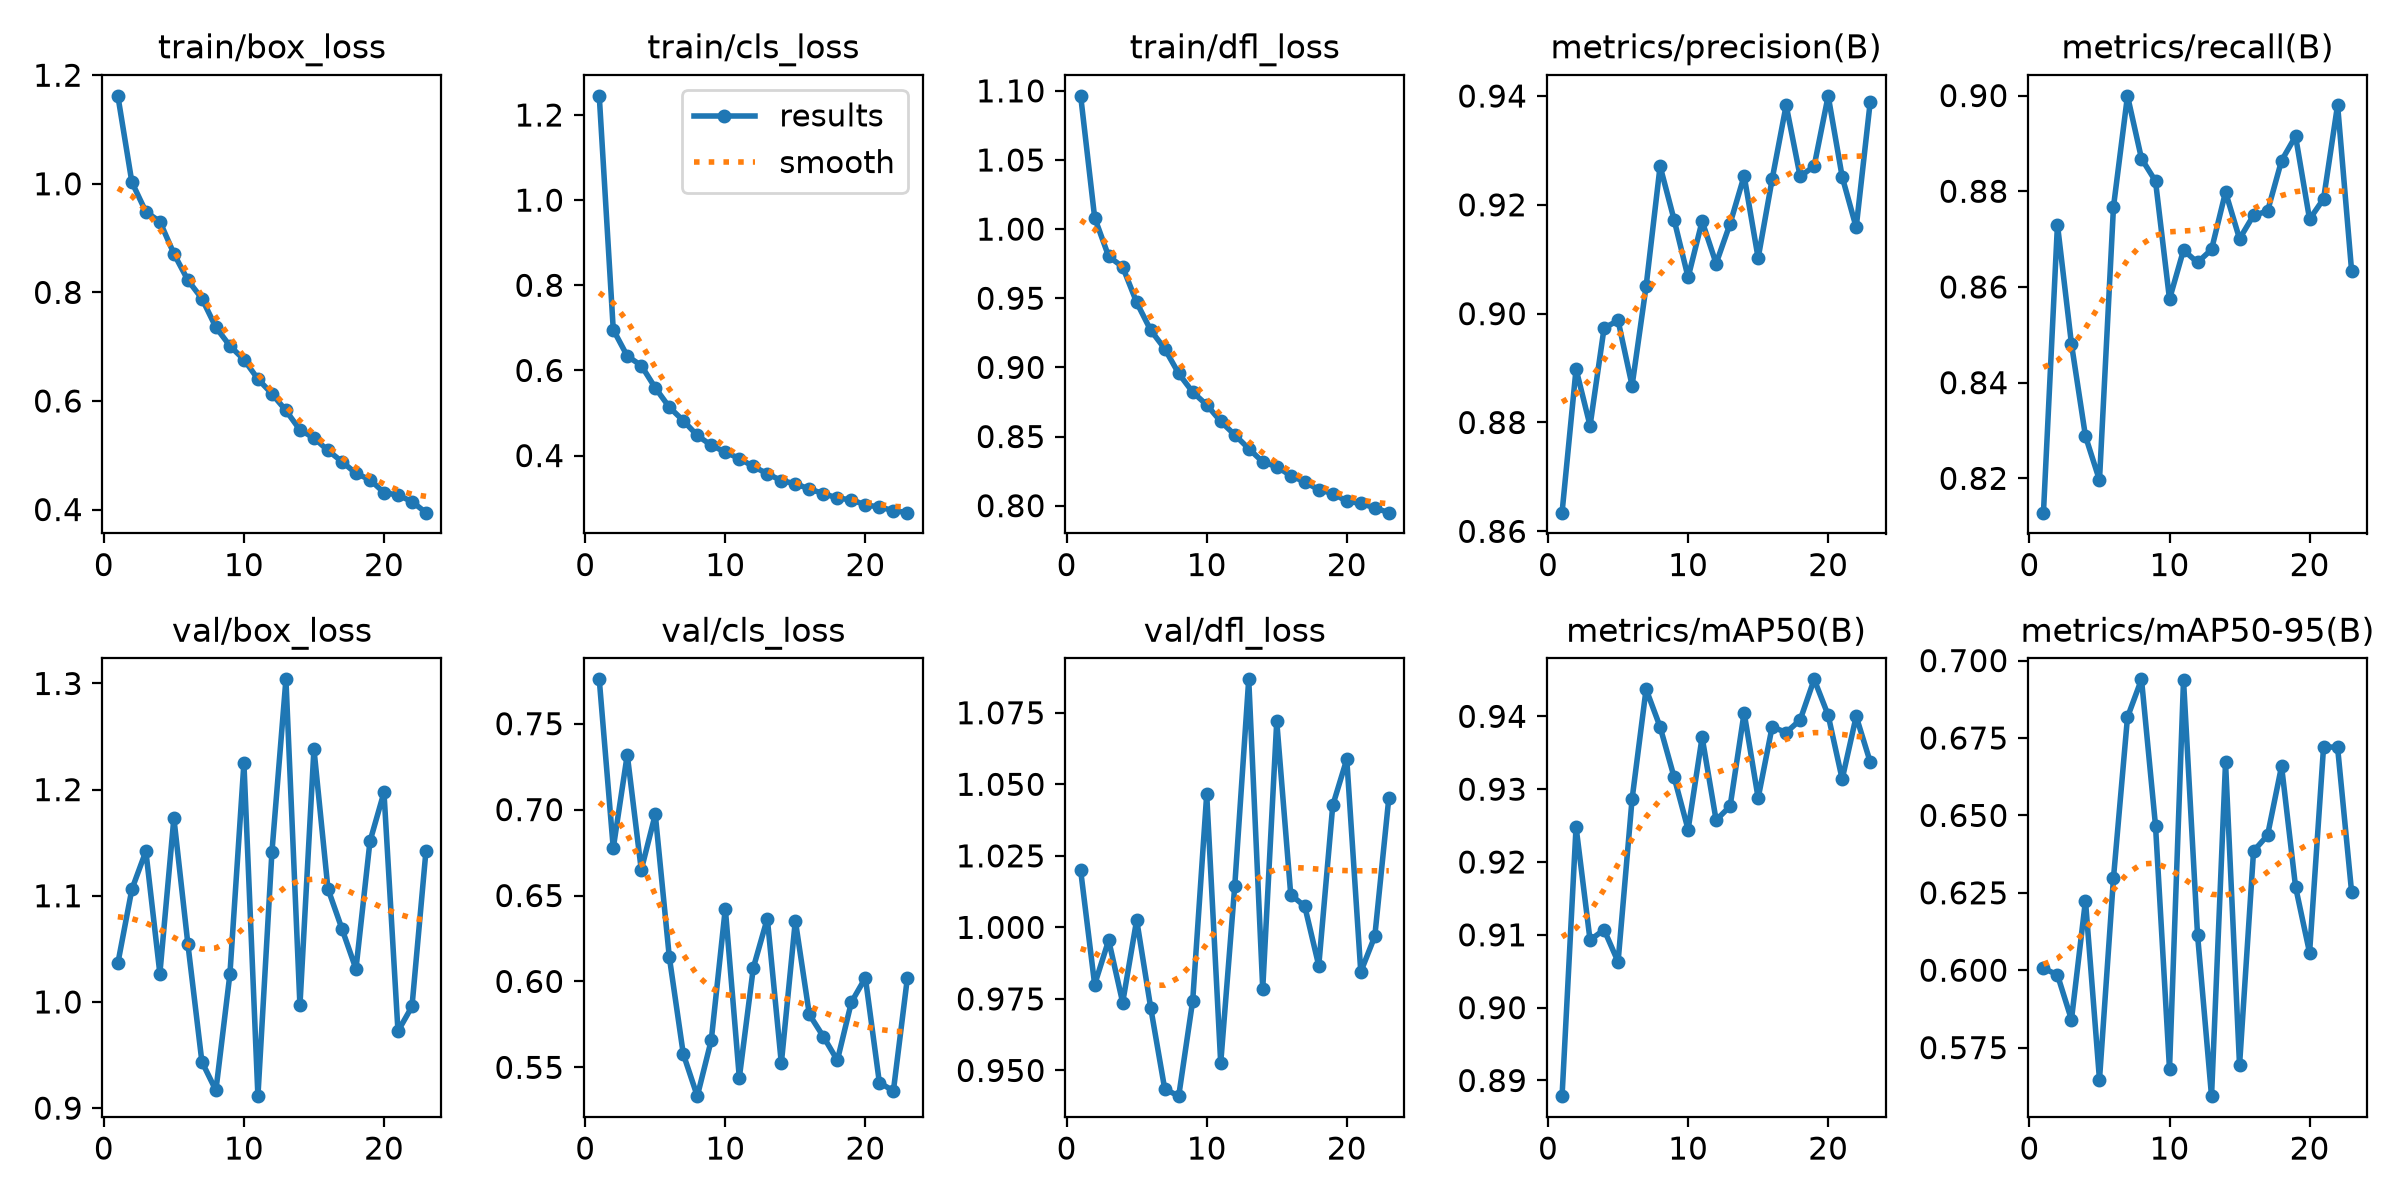 train/box_loss
1.2
1.0
0.8
0.6
0.4
0 10 20
train/cls_loss
results
smooth
1.2
1.0
0.8
0.6
0.4
0 10 20
train/dfl_loss
1.10
1.05
1.00
0.95
0.90
0.85
0.80
0 10 20
metrics/precision(B)
0.94
0.92
0.90
0.88
0.86
0 10 20
metrics/recall(B)
0.90
0.88
0.86
0.84
0.82
0 10 20
val/box_loss
1.3
1.2
1.1
1.0
0.9
0 10 20
val/cls_loss
0.75
0.70
0.65
0.60
0.55
0 10 20
val/dfl_loss
1.075
1.050
1.025
1.000
0.975
0.950
0 10 20
metrics/mAP50(B)
0.94
0.93
0.92
0.91
0.90
0.89
0 10 20
metrics/mAP50-95(B)
0.700
0.675
0.650
0.625
0.600
0.575
0 10 20